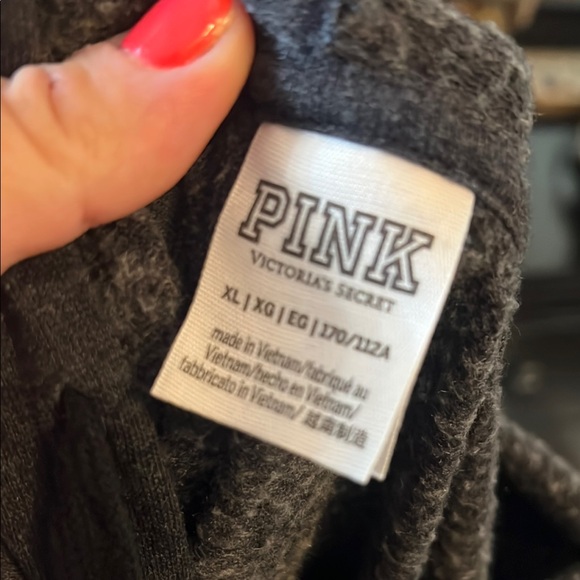 PINK
VICTORIA'S SECRET
XL | XG | EG | 170/112A
made in Vietnam/fabriqué au
Vietnam/hecho en Vietnam/
fabbricato in Vietnam/ 越南制造